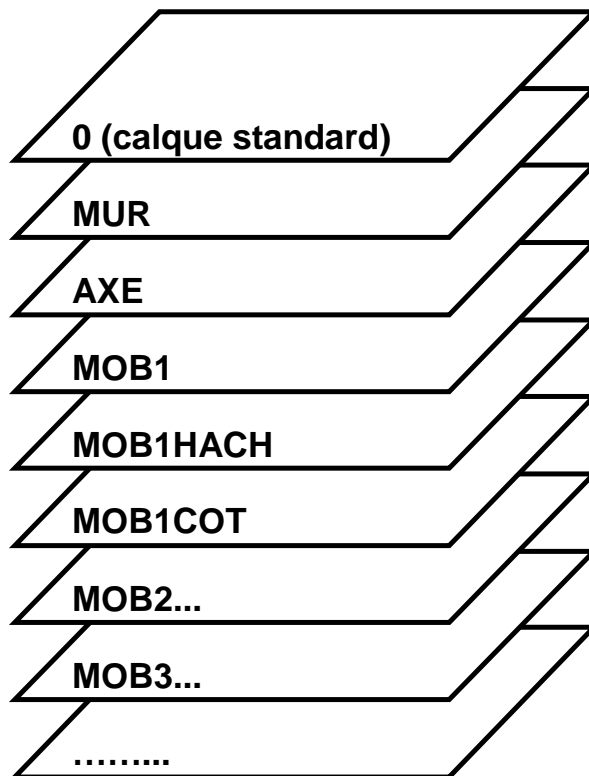 0 (calque standard)
MUR
AXE
MOB1
MOB1HACH
MOB1COT
MOB2...
MOB3...
……...